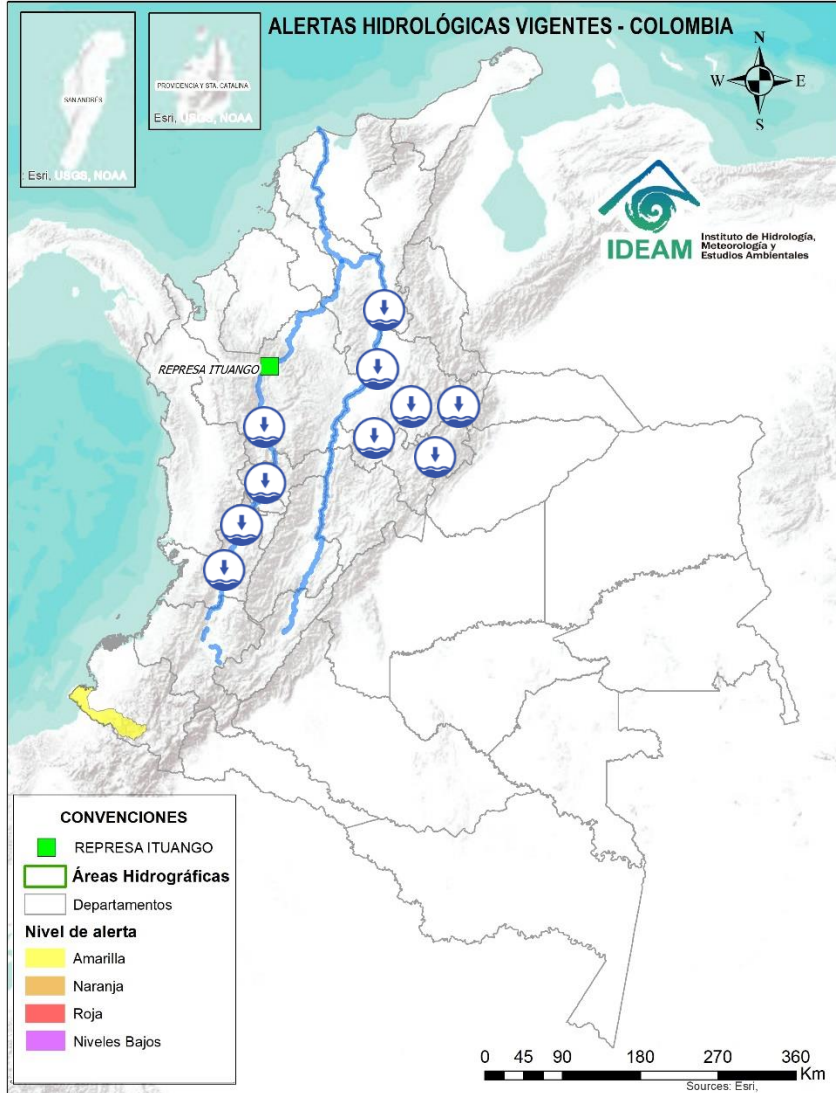 ALERTAS HIDROLÓGICAS VIGENTES - COLOMBIA
SAN ANDRÉS
Esri, USGS, NOAA
PROVIDENCIA Y STA. CATALINA
Esri, USGS, NOAA
N
W
E
S
IDEAM
Instituto de Hidrología,
Meteorología y
Estudios Ambientales
REPRESA ITUANGO
CONVENCIONES
REPRESA ITUANGO
Áreas Hidrográficas
Departamentos
Nivel de alerta
Amarilla
Naranja
Roja
Niveles Bajos
0 45 90 180 270 360
Km
Sources: Esri,